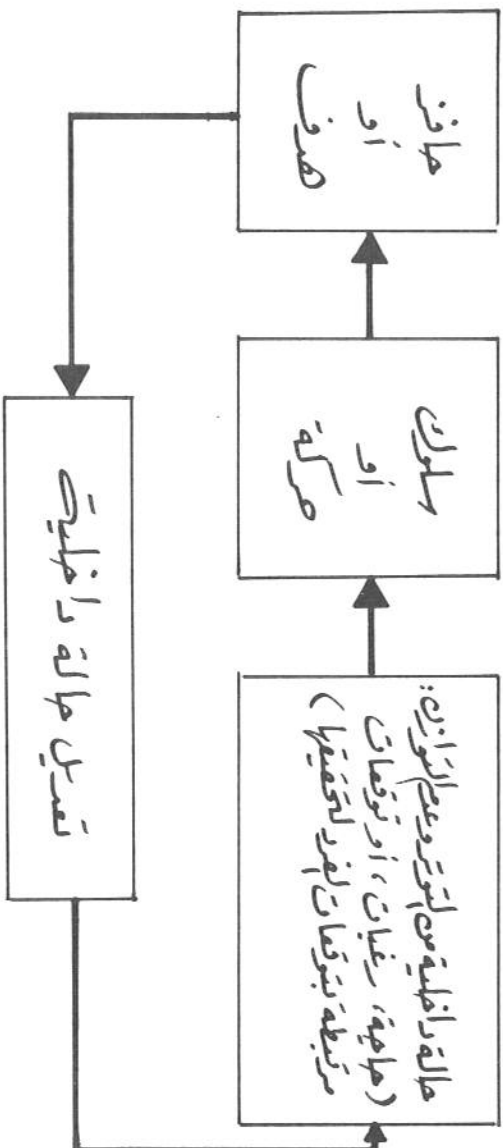 حالة داخلية من التوتر وعدم التوازن:
(حاجة، رغبات، أو توقعات
مرتبطة بتوقعات الفرد لتحقيقها)
سلوك
أو
حركة
حافز
أو
هدف
تعديل حالة داخلية